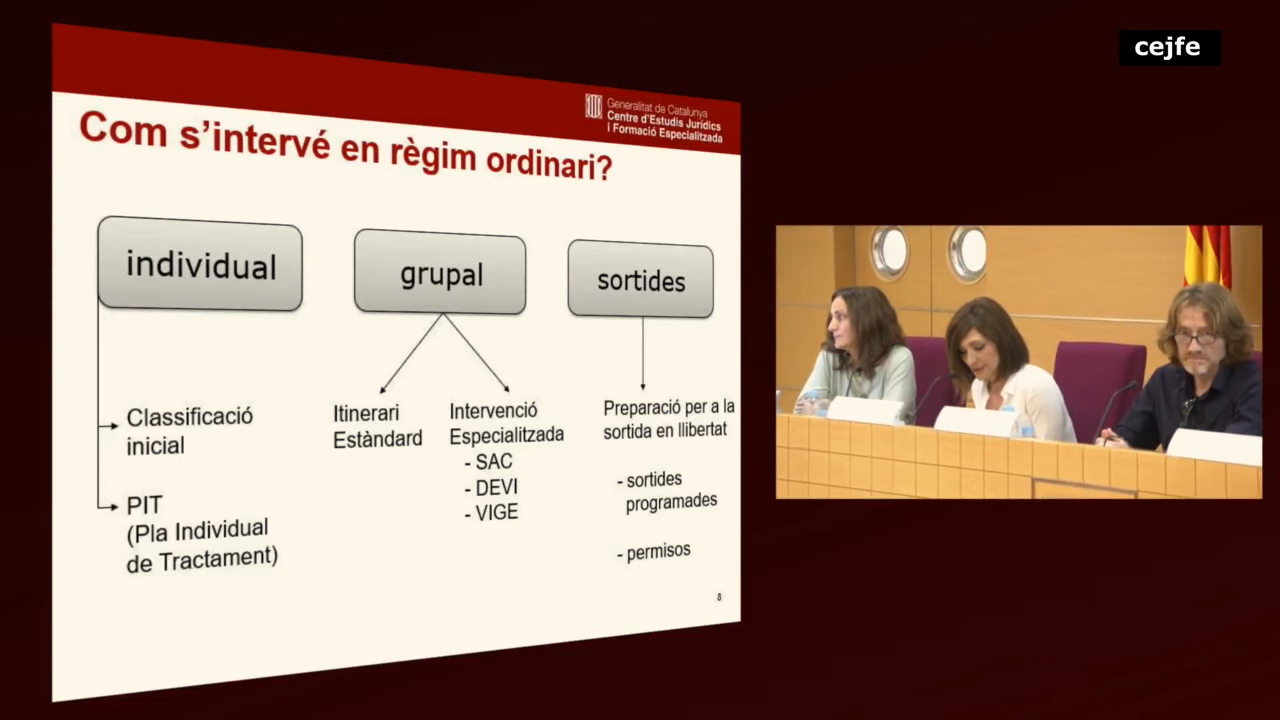 cejfe
Generalitat de Catalunya
Centre d'Estudis Jurídics
i Formació Especialitzada
Com s'intervé en règim ordinari?
individual
grupal
sortides
Classificació
inicial
PIT
(Pla Individual
de Tractament)
Itinerari
Estàndard
Intervenció
Especialitzada
- SAC
- DEVI
- VIGE
Preparació per a la
sortida en llibertat
- sortides
programades
- permisos
8